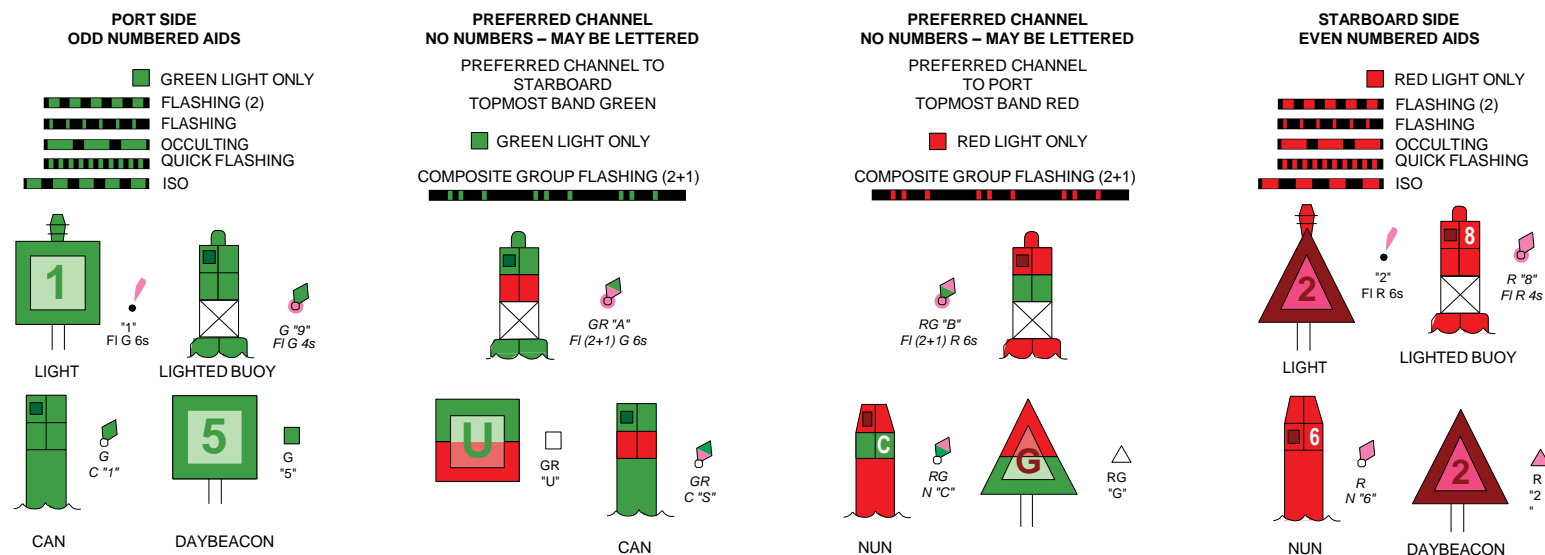 PORT SIDE
ODD NUMBERED AIDS
GREEN LIGHT ONLY
FLASHING (2)
FLASHING
OCCULTING
QUICK FLASHING
ISO
1
"1"
Fl G 6s
G "9"
Fl G 4s
LIGHT
LIGHTED BUOY
G
C "1"
5
G
"5"
CAN
DAYBEACON
PREFERRED CHANNEL
NO NUMBERS – MAY BE LETTERED
PREFERRED CHANNEL TO
STARBOARD
TOPMOST BAND GREEN
GREEN LIGHT ONLY
COMPOSITE GROUP FLASHING (2+1)
GR "A"
Fl (2+1) G 6s
U
GR
"U"
GR
C "S"
CAN
PREFERRED CHANNEL
NO NUMBERS – MAY BE LETTERED
PREFERRED CHANNEL
TO PORT
TOPMOST BAND RED
RED LIGHT ONLY
COMPOSITE GROUP FLASHING (2+1)
RG "B"
Fl (2+1) R 6s
C
RG
N "C"
G
RG
"G"
NUN
STARBOARD SIDE
EVEN NUMBERED AIDS
RED LIGHT ONLY
FLASHING (2)
FLASHING
OCCULTING
QUICK FLASHING
ISO
2
"2"
Fl R 6s
8
R "8"
Fl R 4s
LIGHT
LIGHTED BUOY
6
R
N "6"
2
R
"2
"
NUN
DAYBEACON